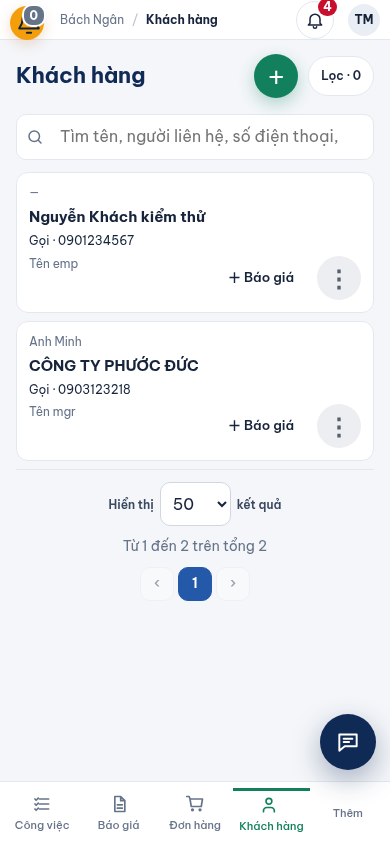 0
Bách Ngân / Khách hàng
4
TM
Khách hàng
+
Lọc · 0
Tìm tên, người liên hệ, số điện thoại,
—
Nguyễn Khách kiểm thử
Gọi · 0901234567
Tên emp
+ Báo giá
Anh Minh
CÔNG TY PHƯỚC ĐỨC
Gọi · 0903123218
Tên mgr
+ Báo giá
Hiển thị 50 kết quả
Từ 1 đến 2 trên tổng 2
‹ 1 ›
Công việc
Báo giá
Đơn hàng
Khách hàng
Thêm